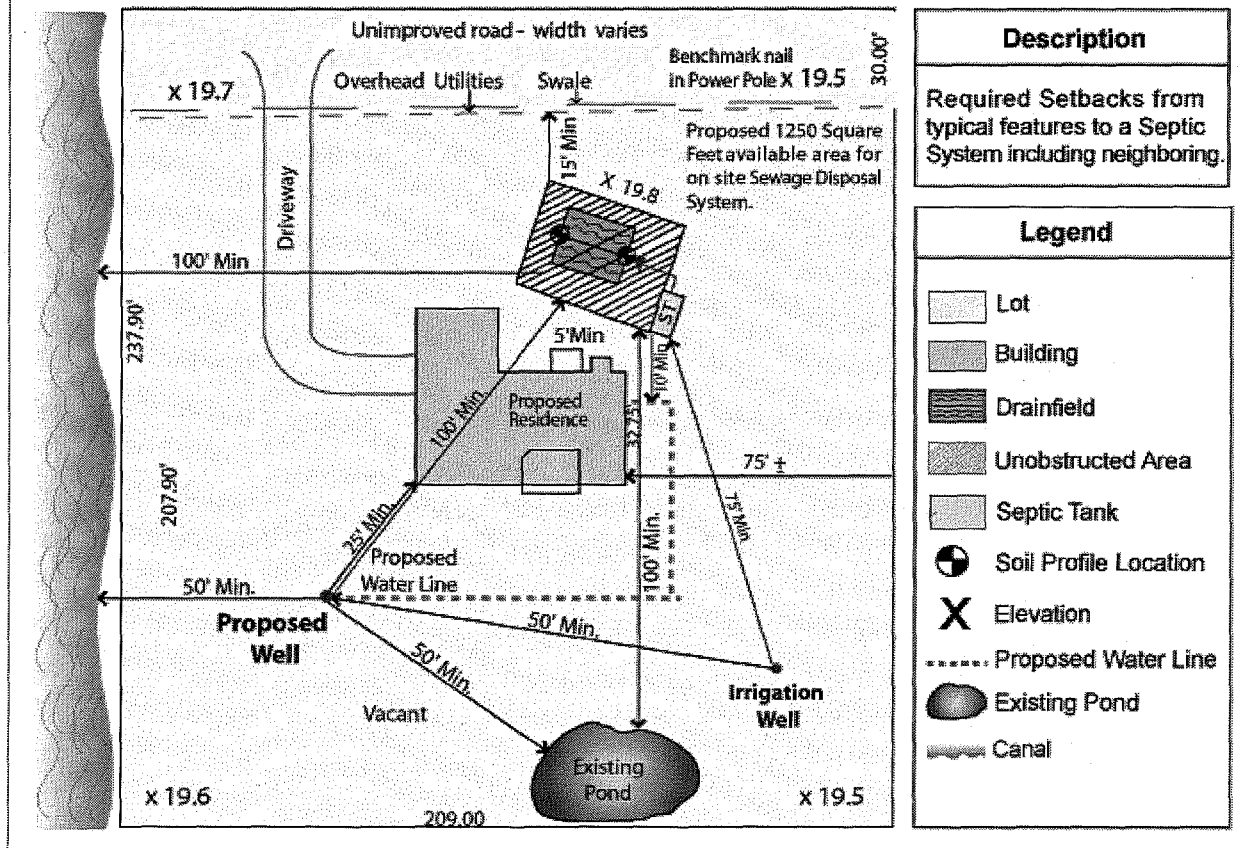 Unimproved road - width varies
Overhead Utilities
Swale
Benchmark nail
in Power Pole X 19.5
30.00'
x 19.7
15' Min
Proposed 1250 Square
Feet available area for
on site Sewage Disposal
System.
X 19.8
Driveway
100' Min
237.90'
ST
5'Min
10' Min
Proposed
Residence
100' Min.
32.75'
75' ±
207.90'
25' Min.
75' Min
Proposed
Water Line
100' Min.
50' Min.
Proposed
Well
50' Min.
50' Min.
Irrigation
Well
Vacant
Existing
Pond
x 19.6
x 19.5
209.00
Description
Required Setbacks from
typical features to a Septic
System including neighboring.
Legend
Lot
Building
Drainfield
Unobstructed Area
Septic Tank
Soil Profile Location
X Elevation
Proposed Water Line
Existing Pond
Canal